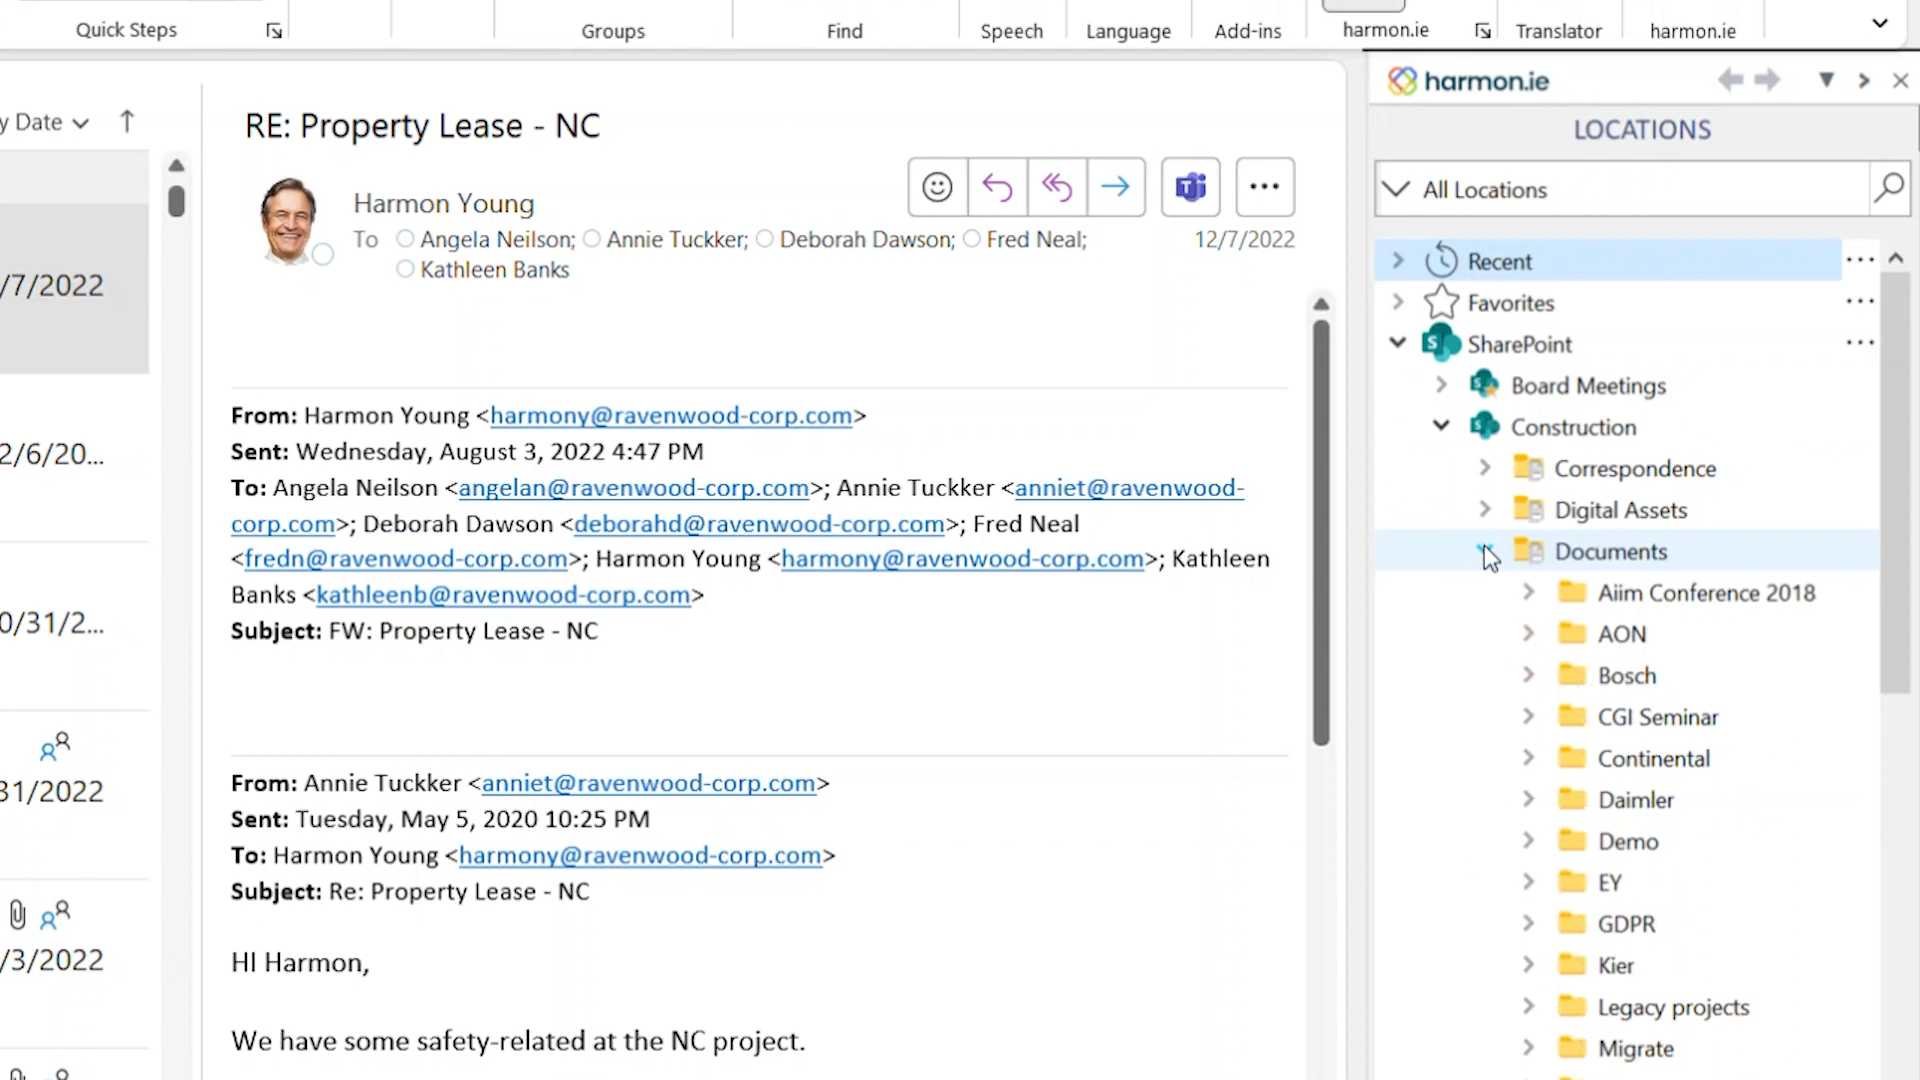 Quick Steps
Groups
Find
Speech
Language
Add-ins
harmon.ie
Translator
harmon.ie
y Date
/7/2022
2/6/20...
0/31/2...
31/2022
/3/2022
RE: Property Lease - NC
Harmon Young
To Angela Neilson; Annie Tuckker; Deborah Dawson; Fred Neal;
Kathleen Banks
12/7/2022
From: Harmon Young <harmony@ravenwood-corp.com>
Sent: Wednesday, August 3, 2022 4:47 PM
To: Angela Neilson <angelan@ravenwood-corp.com>; Annie Tuckker <anniet@ravenwood-
corp.com>; Deborah Dawson <deborahd@ravenwood-corp.com>; Fred Neal
<fredn@ravenwood-corp.com>; Harmon Young <harmony@ravenwood-corp.com>; Kathleen
Banks <kathleenb@ravenwood-corp.com>
Subject: FW: Property Lease - NC
From: Annie Tuckker <anniet@ravenwood-corp.com>
Sent: Tuesday, May 5, 2020 10:25 PM
To: Harmon Young <harmony@ravenwood-corp.com>
Subject: Re: Property Lease - NC
HI Harmon,
We have some safety-related at the NC project.
harmon.ie
LOCATIONS
All Locations
Recent
Favorites
SharePoint
Board Meetings
Construction
Correspondence
Digital Assets
Documents
Aiim Conference 2018
AON
Bosch
CGI Seminar
Continental
Daimler
Demo
EY
GDPR
Kier
Legacy projects
Migrate